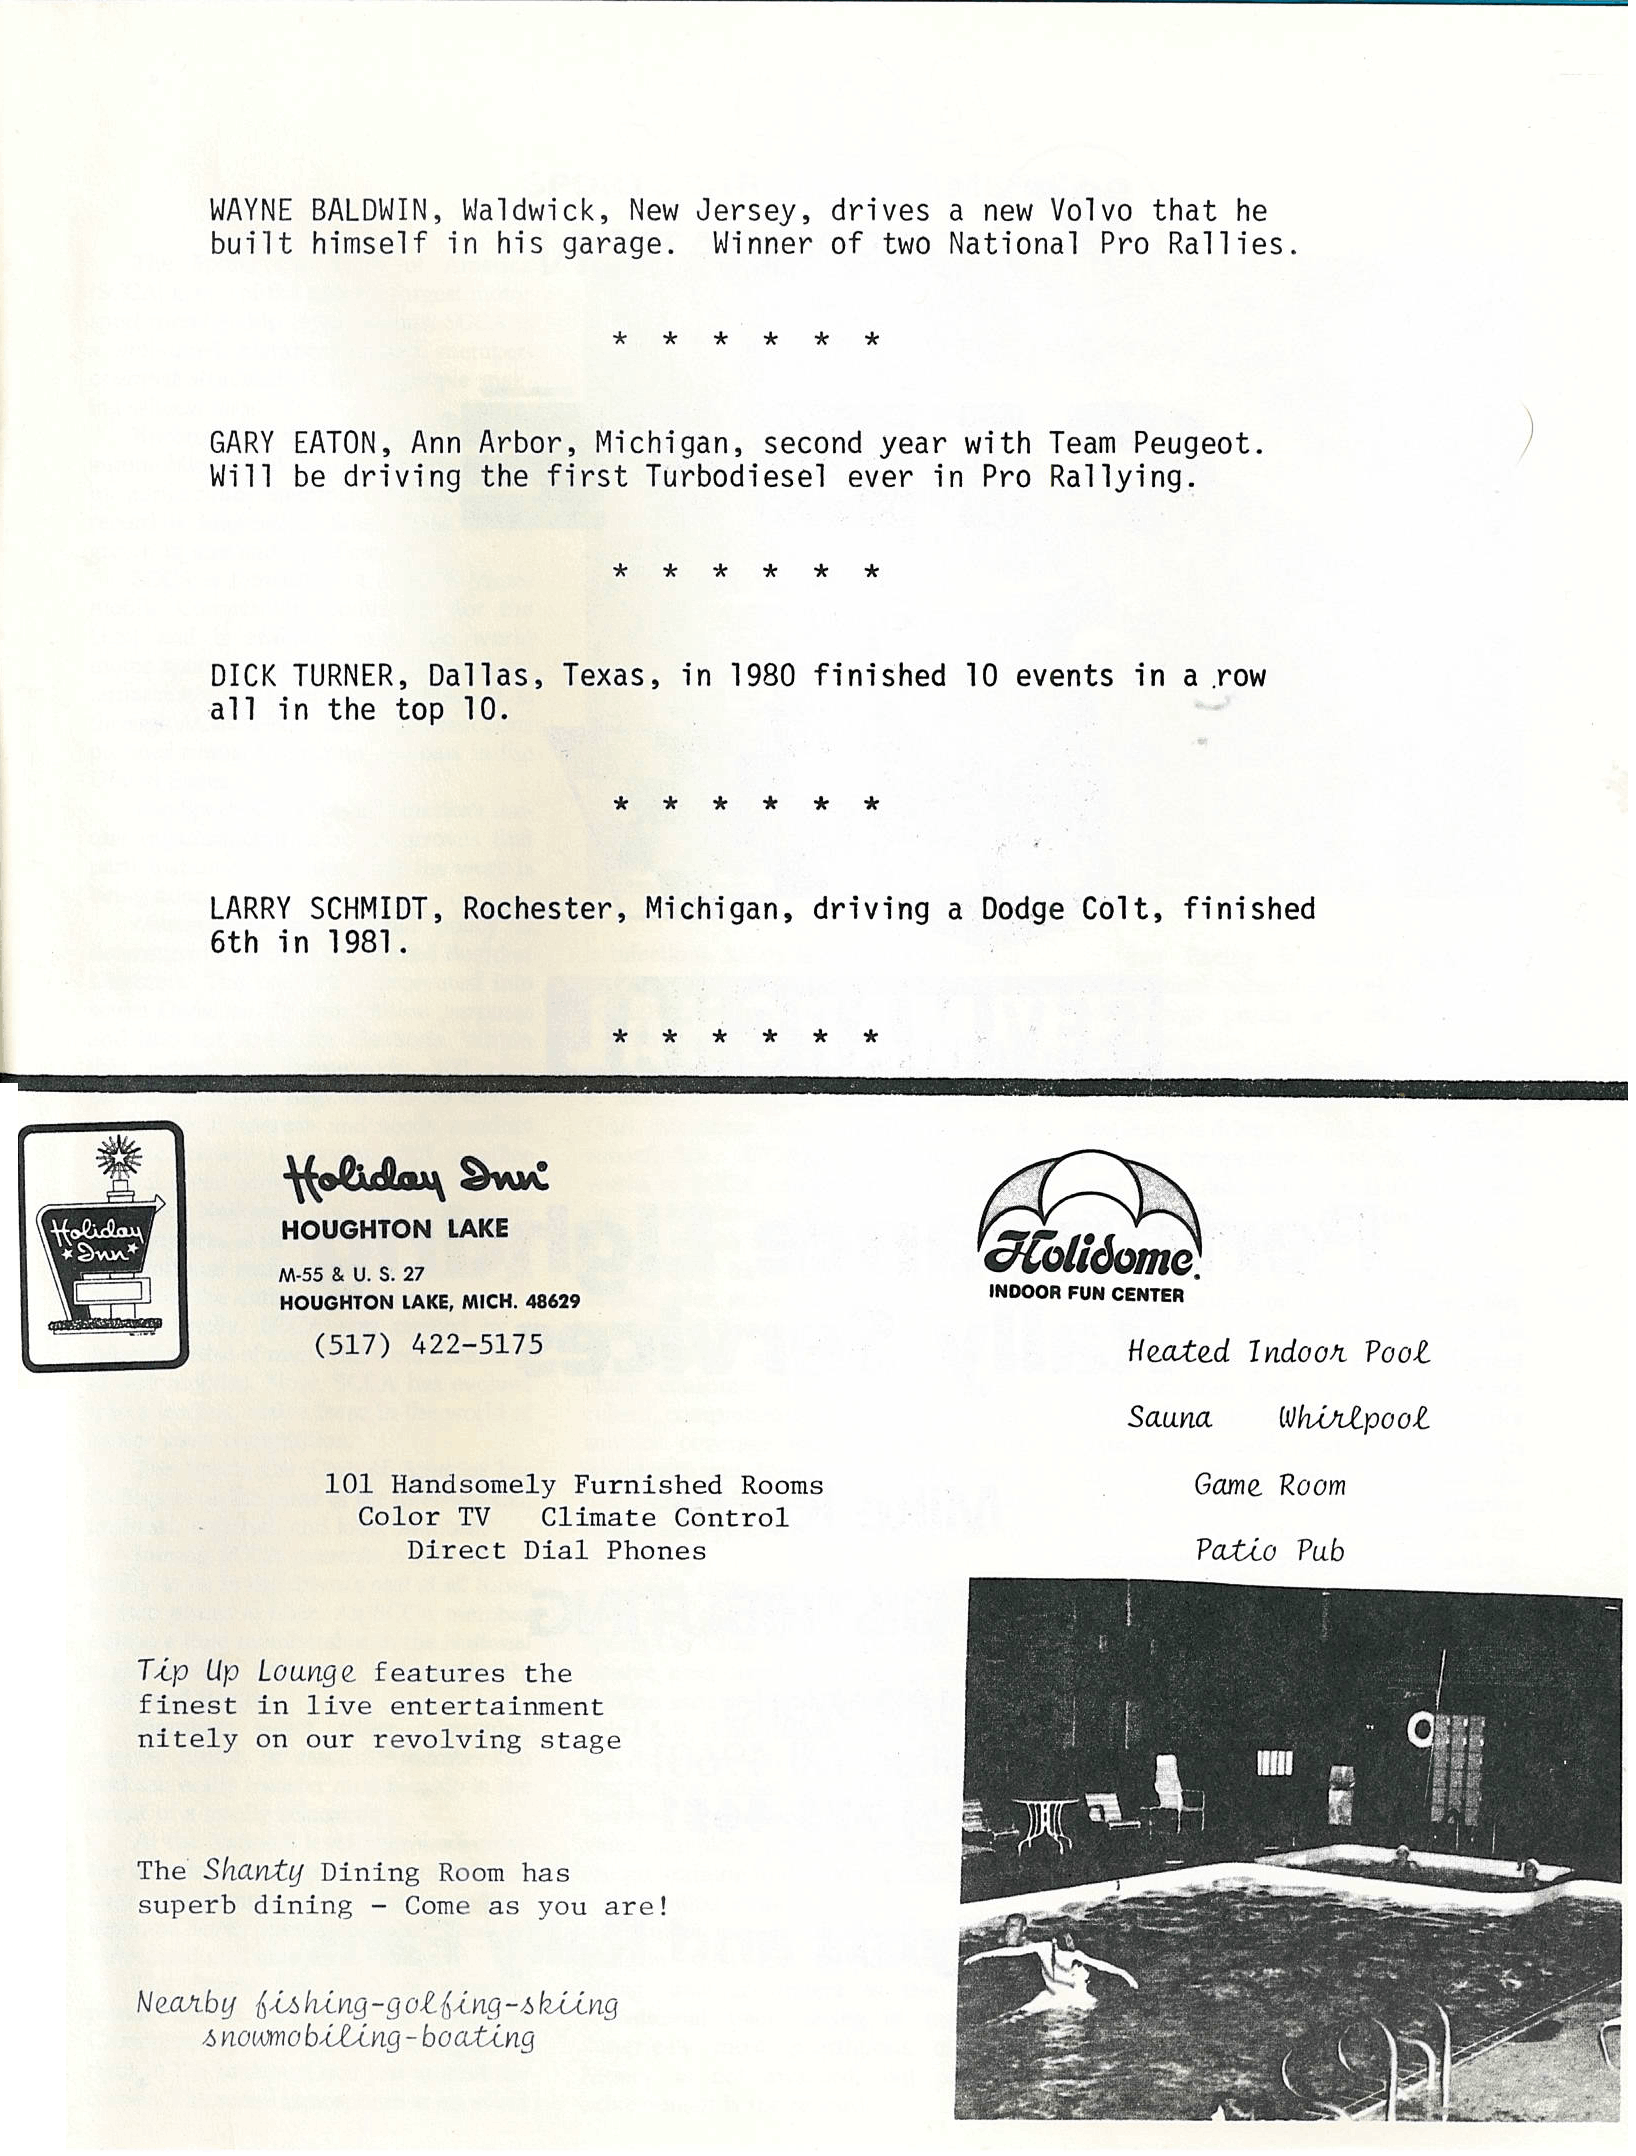 WAYNE BALDWIN, Waldwick, New Jersey, drives a new Volvo that he
built himself in his garage.  Winner of two National Pro Rallies.
* * * * * *
GARY EATON, Ann Arbor, Michigan, second year with Team Peugeot.
Will be driving the first Turbodiesel ever in Pro Rallying.
* * * * * *
DICK TURNER, Dallas, Texas, in 1980 finished 10 events in a row
all in the top 10.
* * * * * *
LARRY SCHMIDT, Rochester, Michigan, driving a Dodge Colt, finished
6th in 1981.
* * * * * *
Holiday
Inn
Holiday Inn
HOUGHTON LAKE
M-55 & U. S. 27
HOUGHTON LAKE, MICH. 48629
(517) 422-5175
101 Handsomely Furnished Rooms
Color TV   Climate Control
Direct Dial Phones
Tip Up Lounge features the
finest in live entertainment
nitely on our revolving stage
The Shanty Dining Room has
superb dining - Come as you are!
Nearby fishing-golfing-skiing
snowmobiling-boating
Holidome
INDOOR FUN CENTER
Heated Indoor Pool
Sauna    Whirlpool
Game Room
Patio Pub